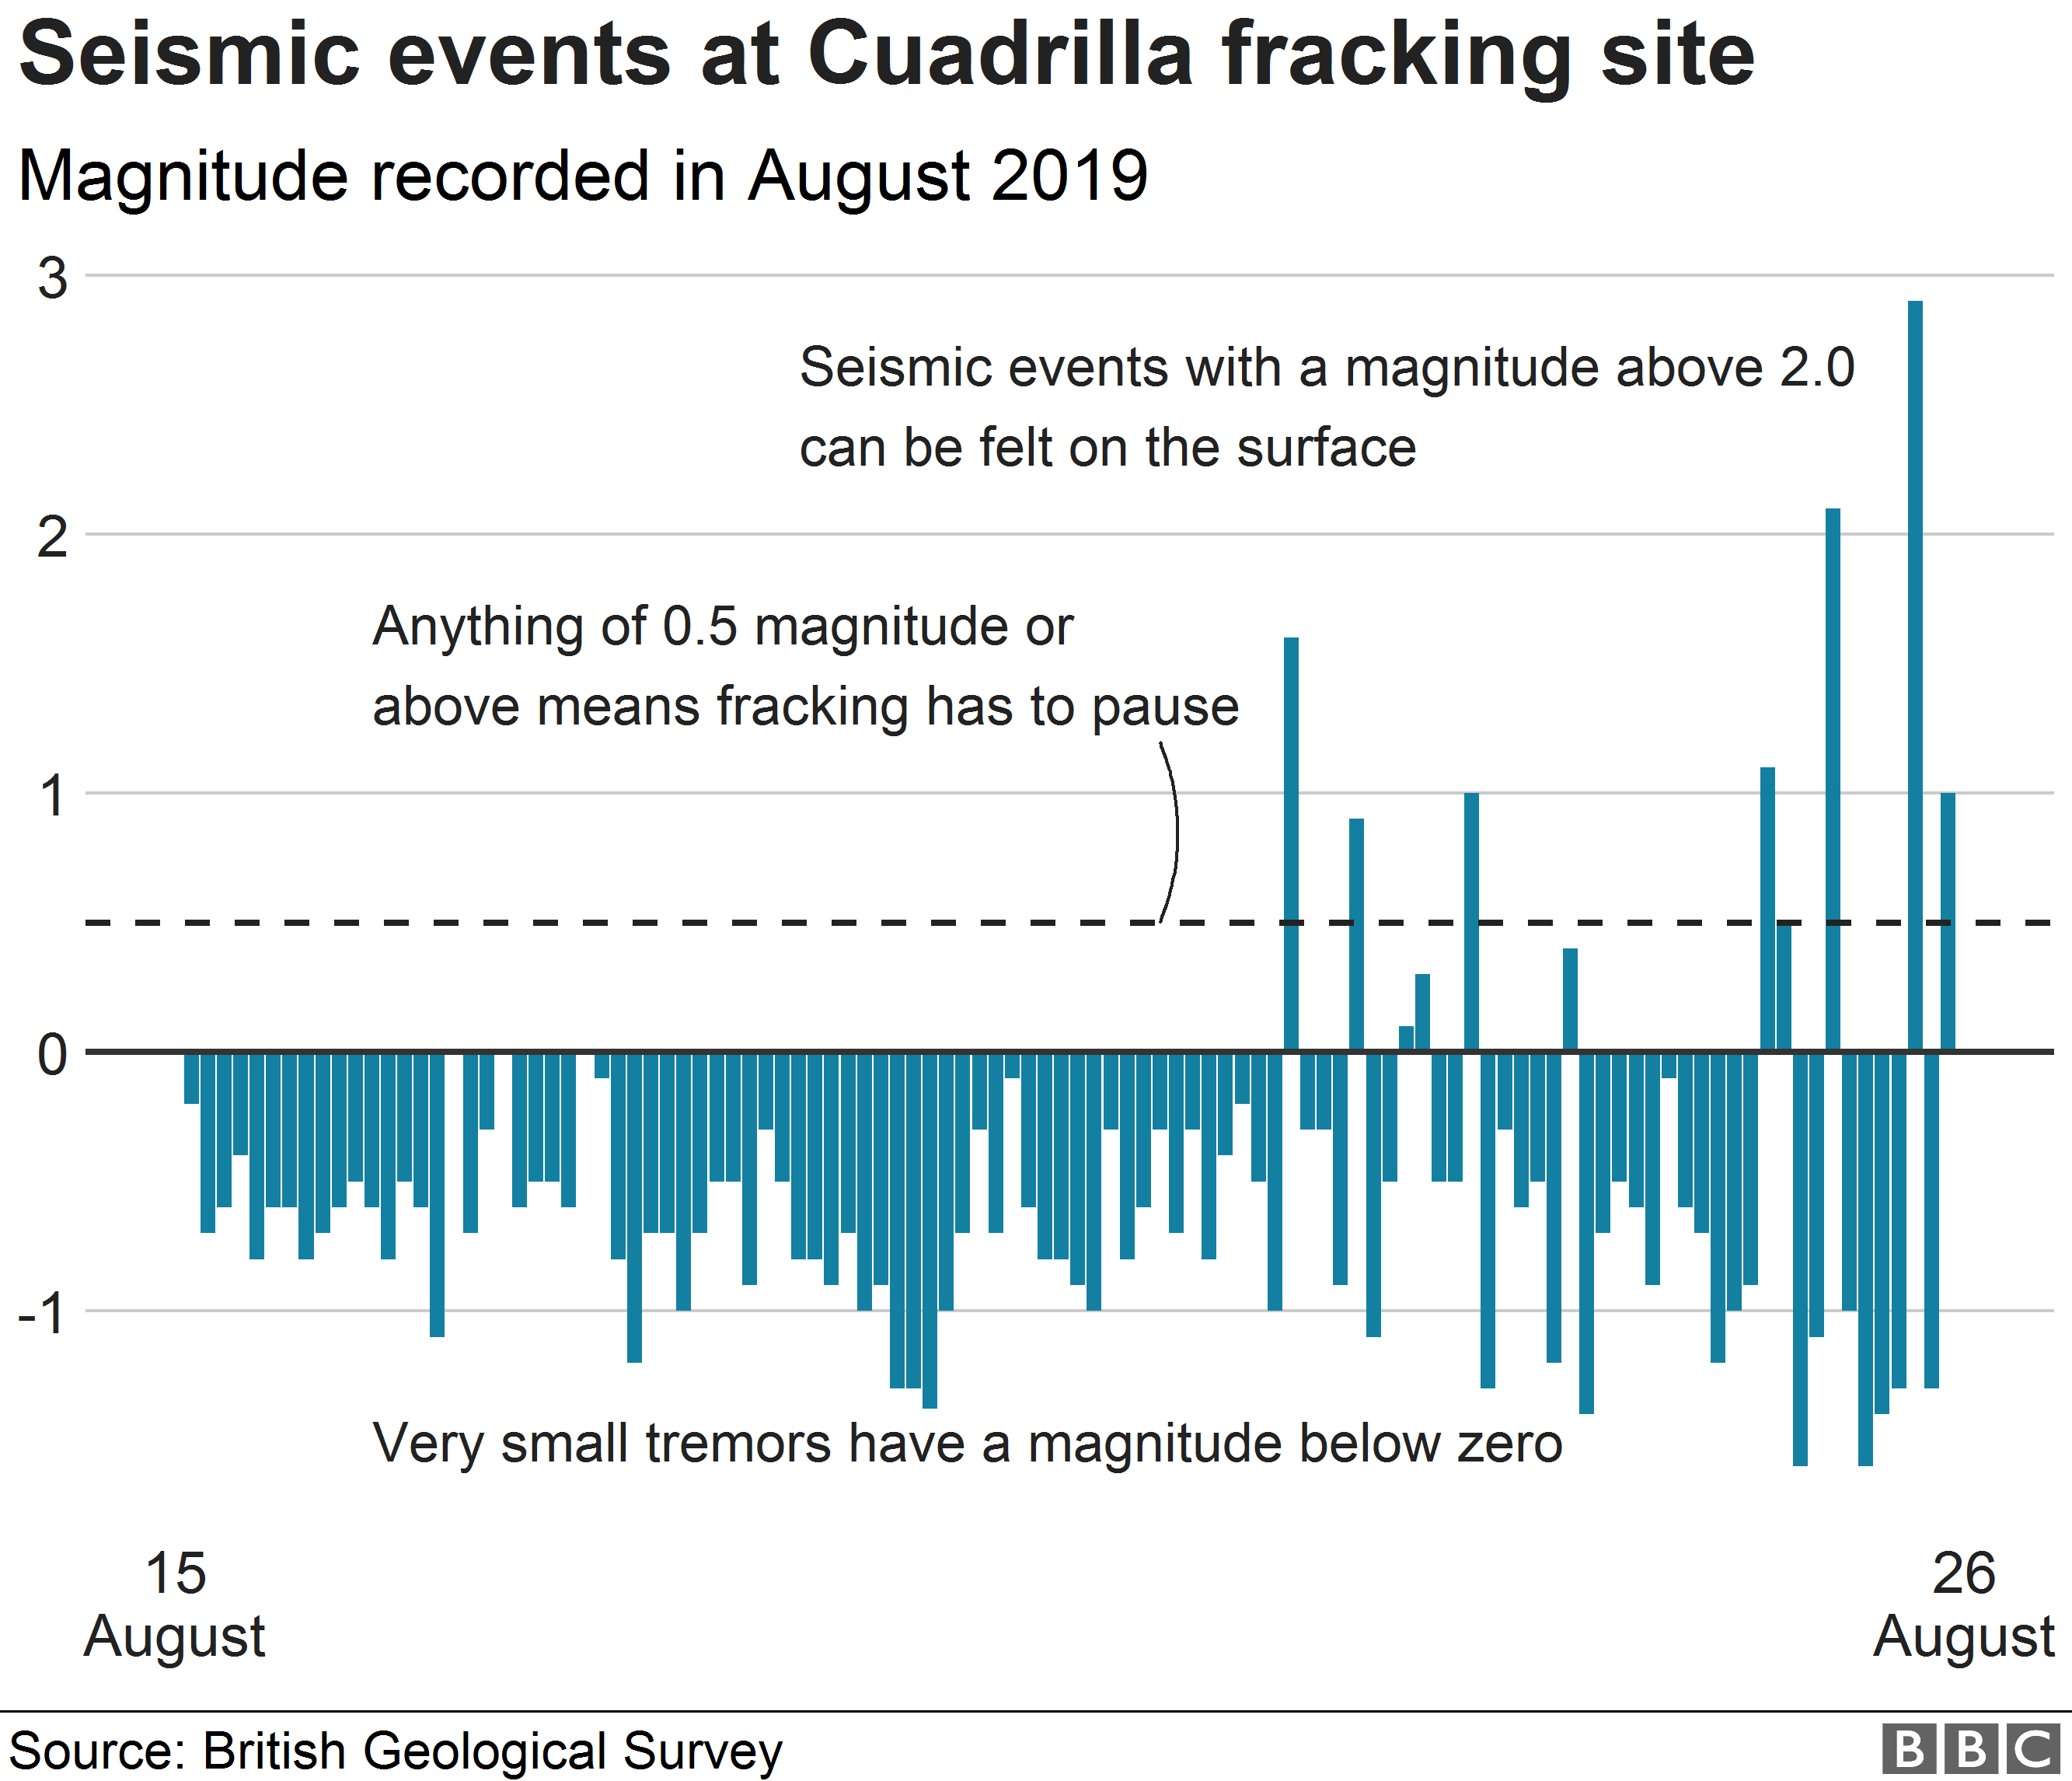 Seismic events at Cuadrilla fracking site
Magnitude recorded in August 2019
3
Seismic events with a magnitude above 2.0
can be felt on the surface
2
Anything of 0.5 magnitude or
above means fracking has to pause
1
0
-1
Very small tremors have a magnitude below zero
15
August
26
August
Source: British Geological Survey
BBC